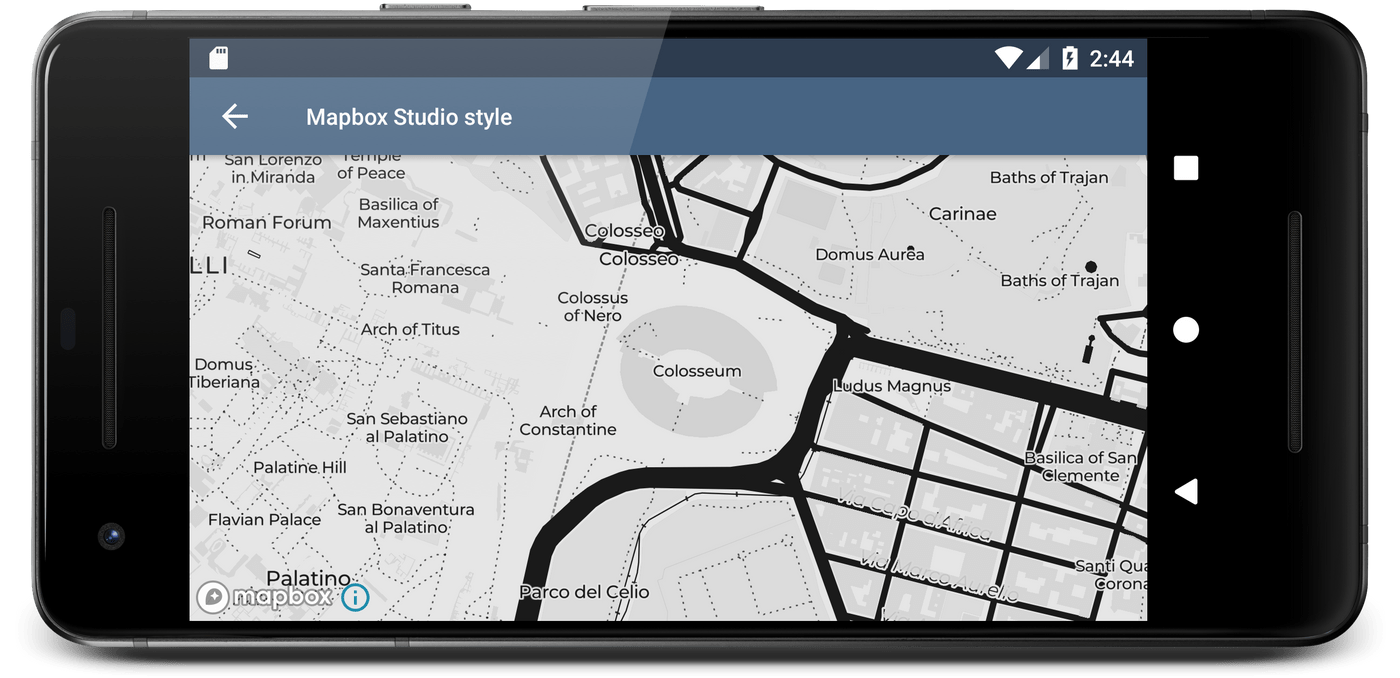 2:44
Mapbox Studio style
San Lorenzo
in Miranda
Temple
of Peace
Baths of Trajan
Basilica of
Maxentius
Carinae
Roman Forum
Colosseo
Colosseo
Domus Aurea
LLI
Santa Francesca
Romana
Baths of Trajan
Colossus
of Nero
Arch of Titus
Domus
Tiberiana
Colosseum
Ludus Magnus
San Sebastiano
al Palatino
Arch of
Constantine
Palatine Hill
Basilica of San
Clemente
San Bonaventura
al Palatino
Flavian Palace
Via Capo d'Africa
Via Marco Aurelio
Santi Qua
Corona
Palatino
mapbox
Parco del Celio